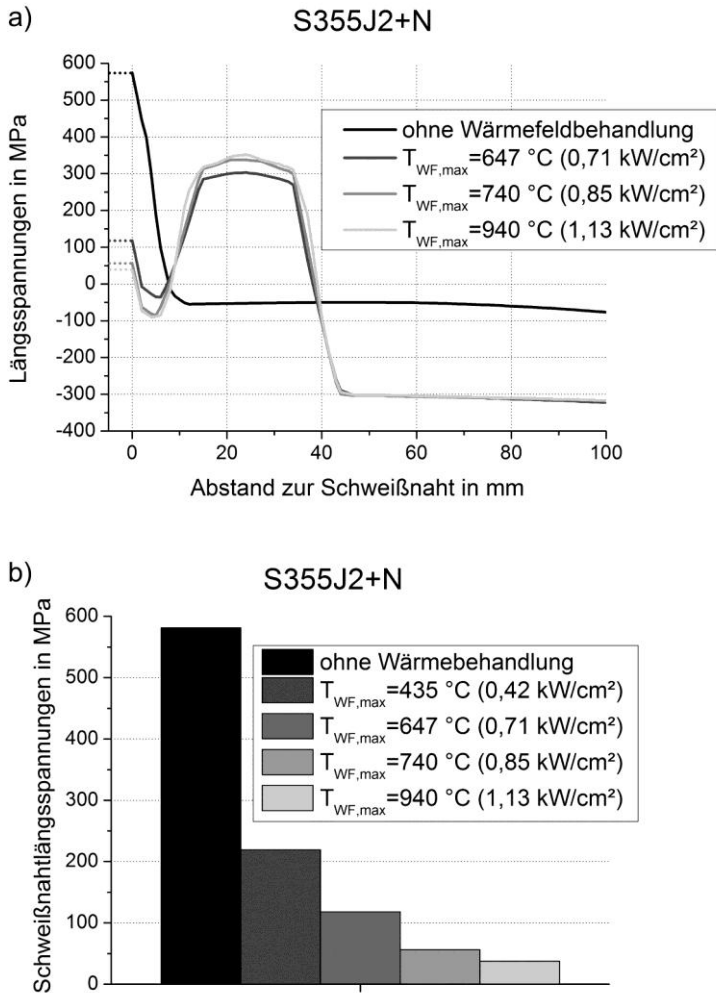 a)
S355J2+N
Längsspannungen in MPa
600
500
400
300
200
100
0
-100
-200
-300
-400
ohne Wärmefeldbehandlung
T_WF,max=647 °C (0,71 kW/cm²)
T_WF,max=740 °C (0,85 kW/cm²)
T_WF,max=940 °C (1,13 kW/cm²)
0
20
40
60
80
100
Abstand zur Schweißnaht in mm
b)
S355J2+N
Schweißnahtlängsspannungen in MPa
600
500
400
300
200
100
0
ohne Wärmebehandlung
T_WF,max=435 °C (0,42 kW/cm²)
T_WF,max=647 °C (0,71 kW/cm²)
T_WF,max=740 °C (0,85 kW/cm²)
T_WF,max=940 °C (1,13 kW/cm²)